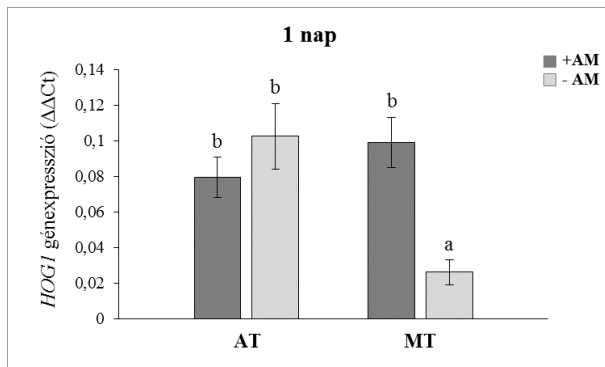 1 nap
+AM
- AM
HOG1 génexpresszió (ΔΔCt)
0,14
0,12
0,1
0,08
0,06
0,04
0,02
0
b
b
b
a
AT
MT